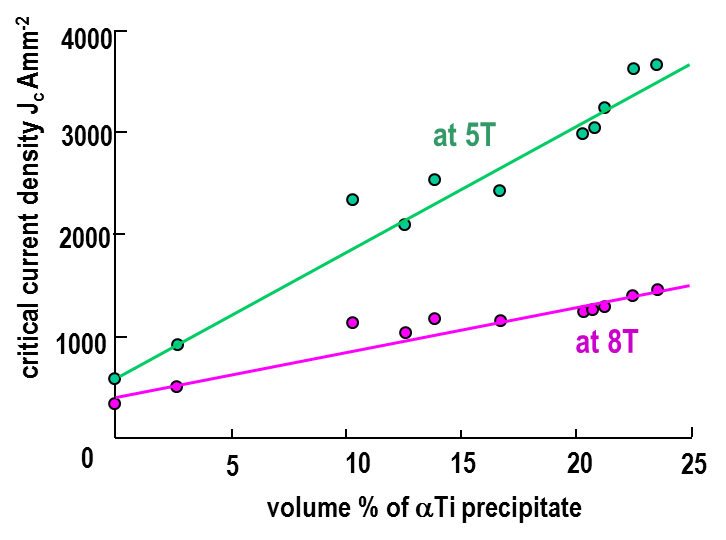 4000
3000
2000
1000
0
5
10
15
20
25
critical current density Jc Amm-2
at 5T
at 8T
volume % of αTi precipitate